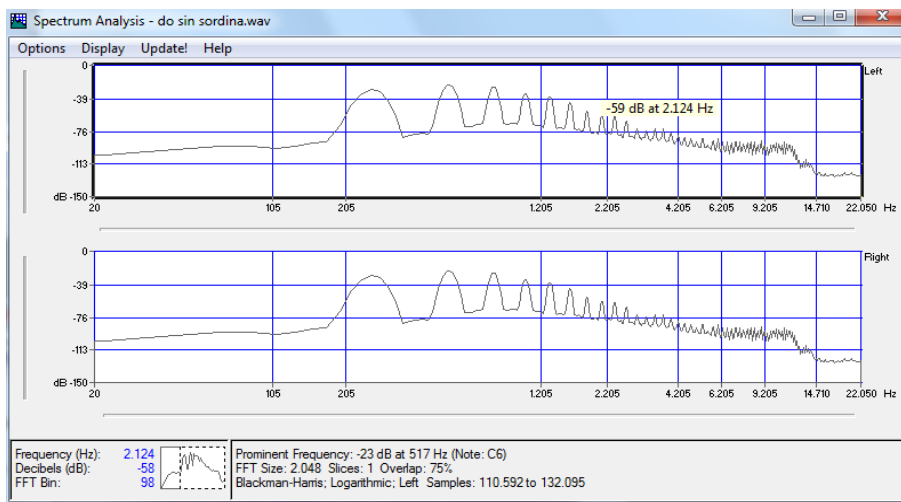 Spectrum Analysis - do sin sordina.wav
Options Display Update! Help
0
Left
-39
-59 dB at 2.124 Hz
-76
-113
dB -150
20 105 205 1.205 2.205 4.205 6.205 9.205 14.710 22.050 Hz
0
Right
-39
-76
-113
dB -150
20 105 205 1.205 2.205 4.205 6.205 9.205 14.710 22.050 Hz
Frequency (Hz): 2.124
Decibels (dB): -58
FFT Bin: 98
Prominent Frequency: -23 dB at 517 Hz (Note: C6)
FFT Size: 2.048 Slices: 1 Overlap: 75%
Blackman-Harris; Logarithmic; Left Samples: 110.592 to 132.095